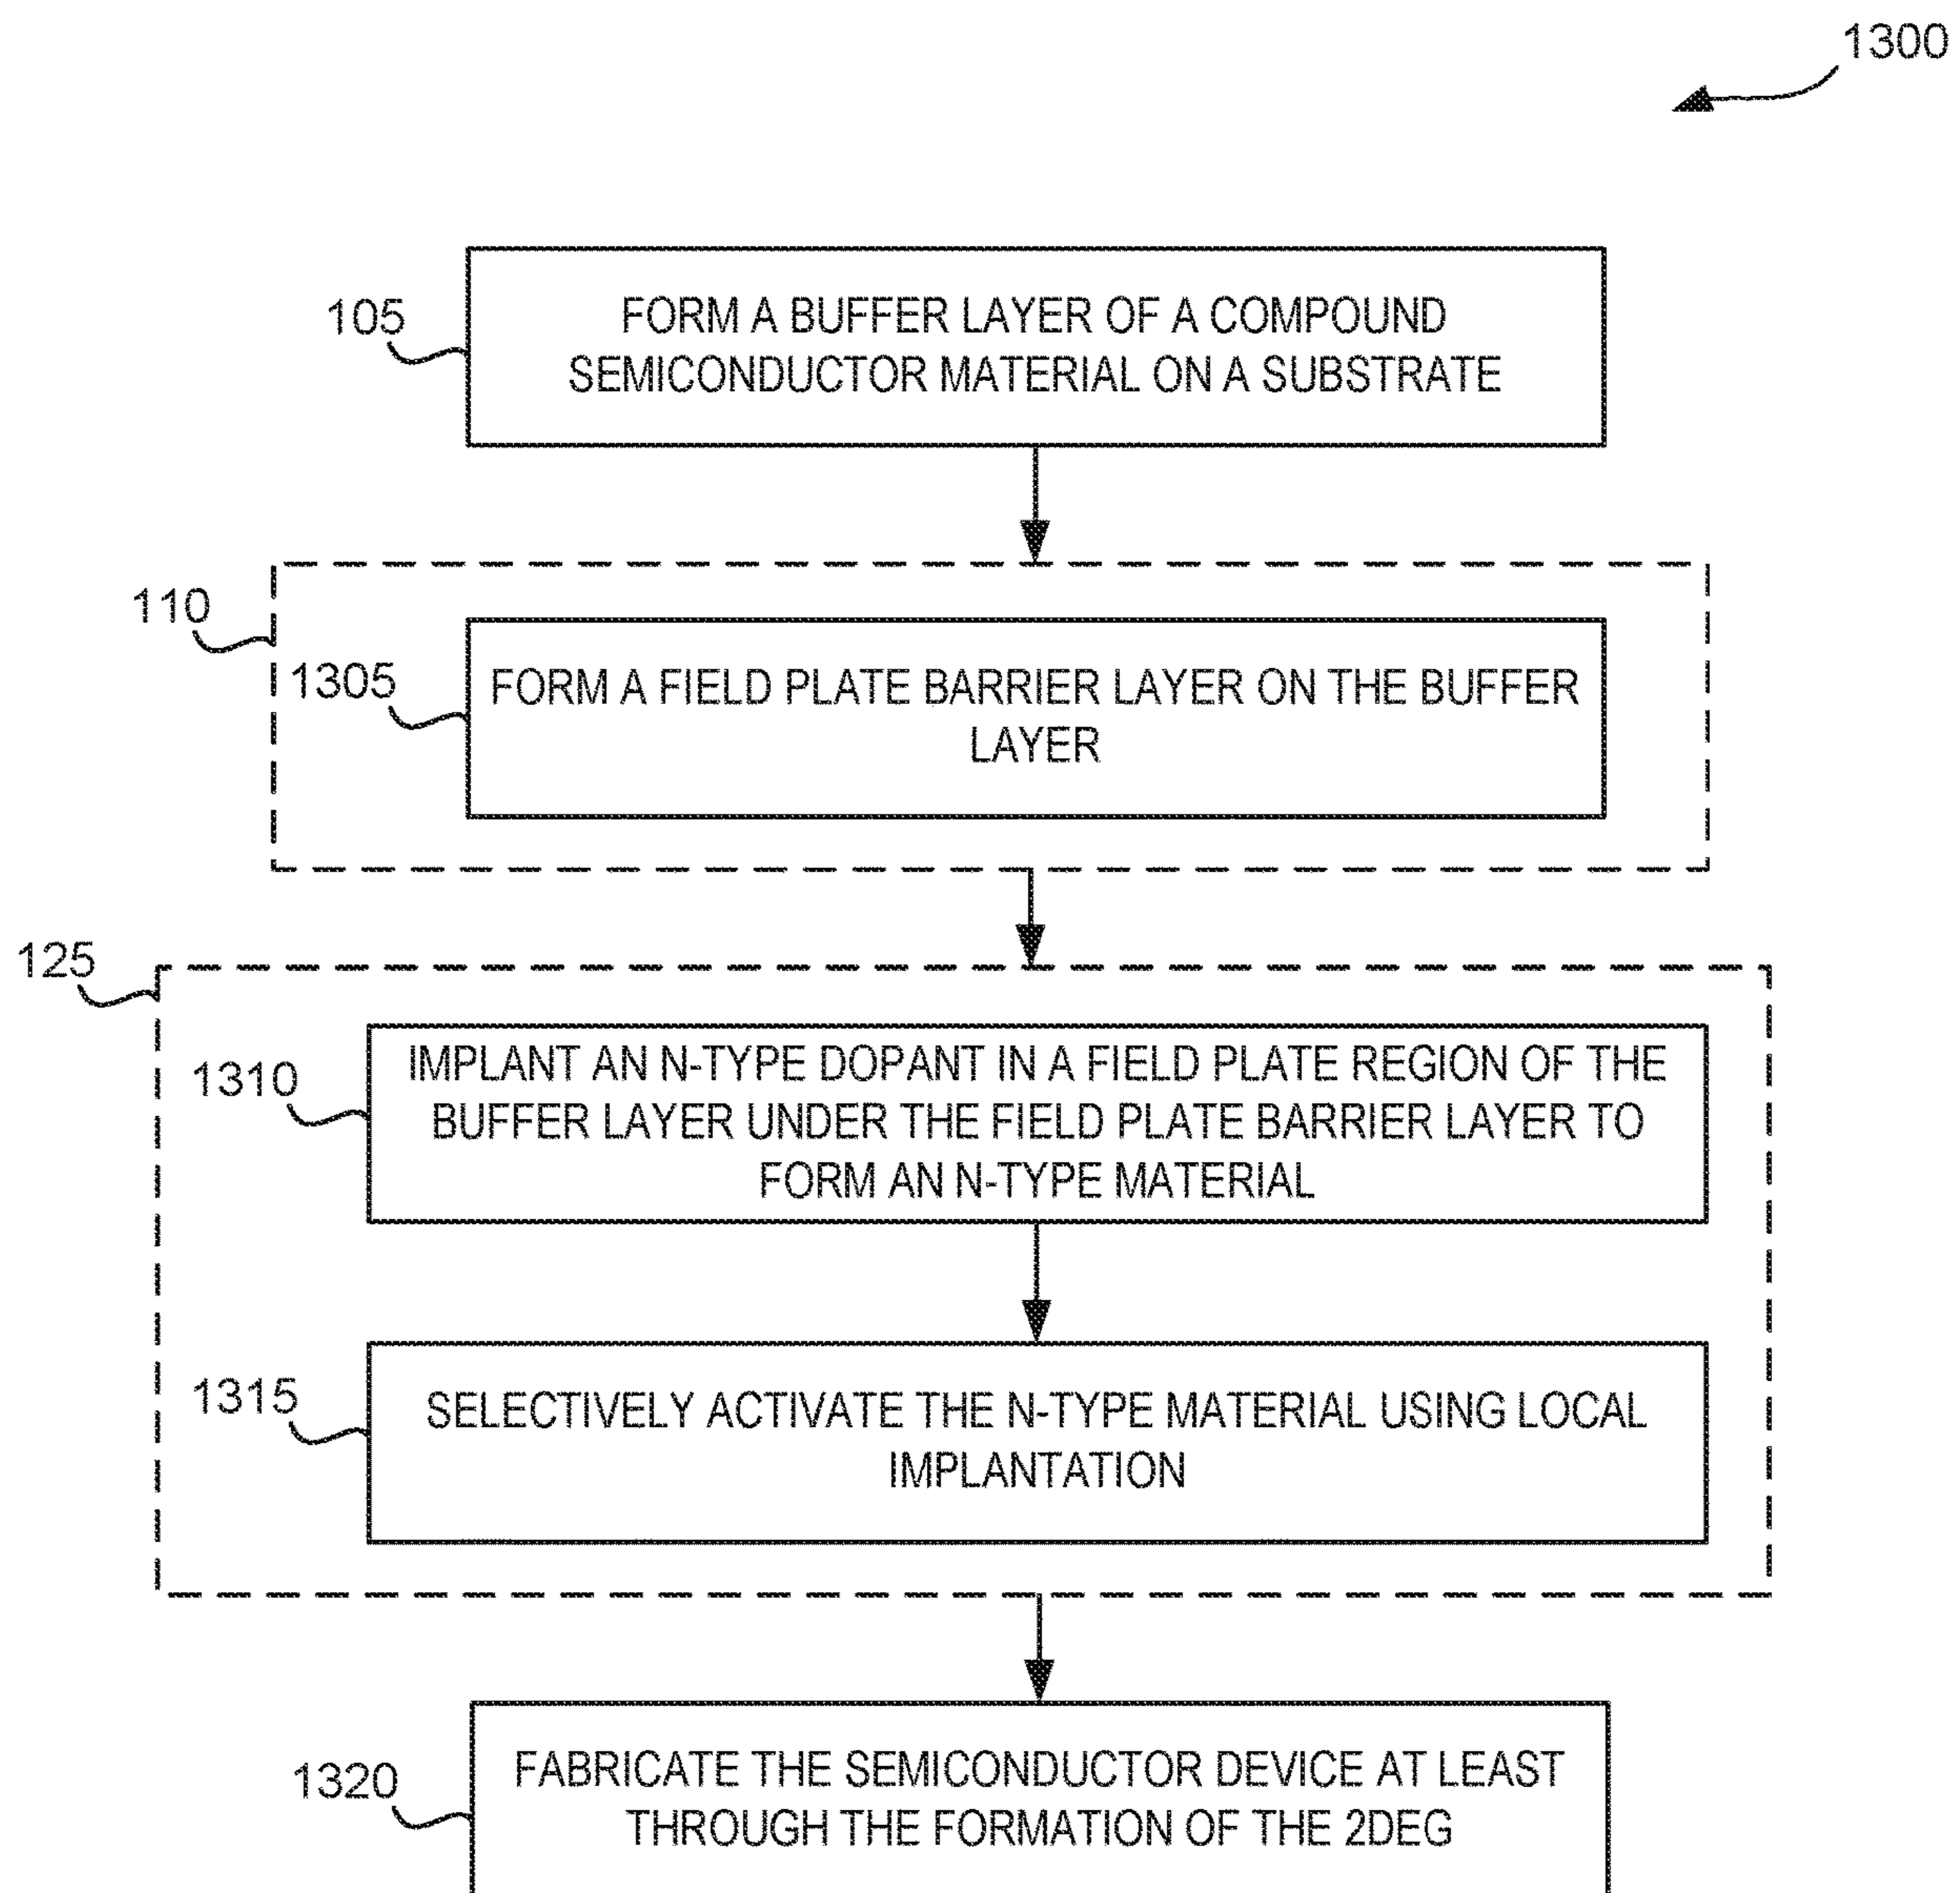 1300
105
FORM A BUFFER LAYER OF A COMPOUND
SEMICONDUCTOR MATERIAL ON A SUBSTRATE
110
1305
FORM A FIELD PLATE BARRIER LAYER ON THE BUFFER
LAYER
125
1310
IMPLANT AN N-TYPE DOPANT IN A FIELD PLATE REGION OF THE
BUFFER LAYER UNDER THE FIELD PLATE BARRIER LAYER TO
FORM AN N-TYPE MATERIAL
1315
SELECTIVELY ACTIVATE THE N-TYPE MATERIAL USING LOCAL
IMPLANTATION
1320
FABRICATE THE SEMICONDUCTOR DEVICE AT LEAST
THROUGH THE FORMATION OF THE 2DEG